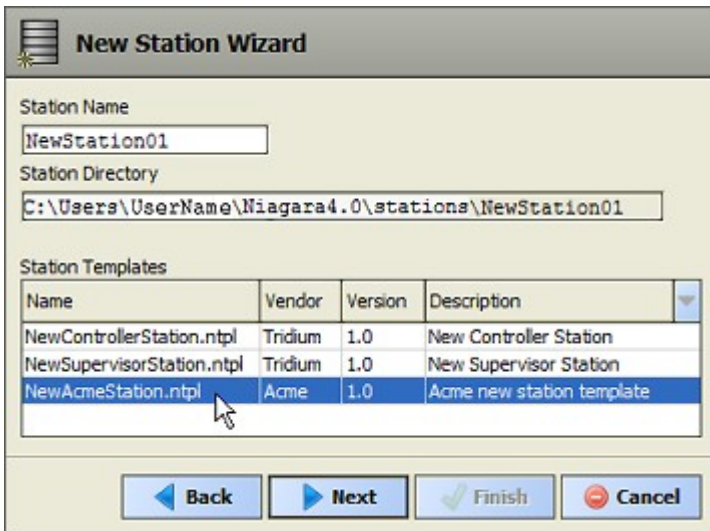 New Station Wizard
Station Name
NewStation01
Station Directory
C:\Users\UserName\Niagara4.0\stations\NewStation01
Station Templates
Name Vendor Version Description
NewControllerStation.ntpl Tridium 1.0 New Controller Station
NewSupervisorStation.ntpl Tridium 1.0 New Supervisor Station
NewAcmeStation.ntpl Acme 1.0 Acme new station template
Back Next Finish Cancel